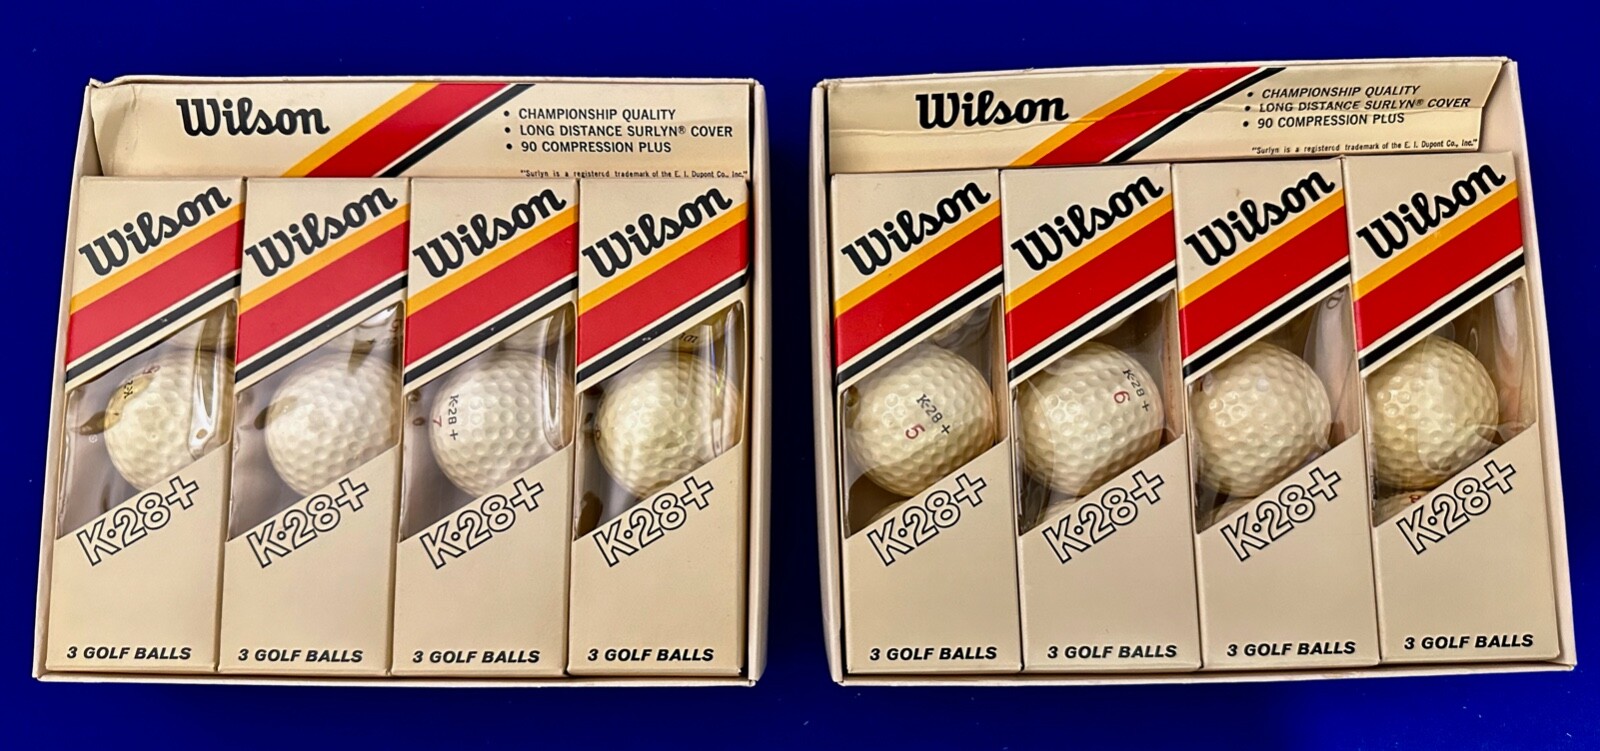 Wilson
• CHAMPIONSHIP QUALITY
• LONG DISTANCE SURLYN® COVER
• 90 COMPRESSION PLUS
"Surlyn is a registered trademark of the E. I. Dupont Co., Inc."
Wilson
Wilson
Wilson
Wilson
K-28 +
7
K•28+
K•28+
K•28+
K•28+
3 GOLF BALLS
3 GOLF BALLS
3 GOLF BALLS
3 GOLF BALLS
Wilson
• CHAMPIONSHIP QUALITY
• LONG DISTANCE SURLYN® COVER
• 90 COMPRESSION PLUS
"Surlyn is a registered trademark of the E. I. Dupont Co., Inc."
Wilson
Wilson
Wilson
Wilson
K-28 +
5
K-28 +
6
K•28+
K•28+
K•28+
K•28+
3 GOLF BALLS
3 GOLF BALLS
3 GOLF BALLS
3 GOLF BALLS